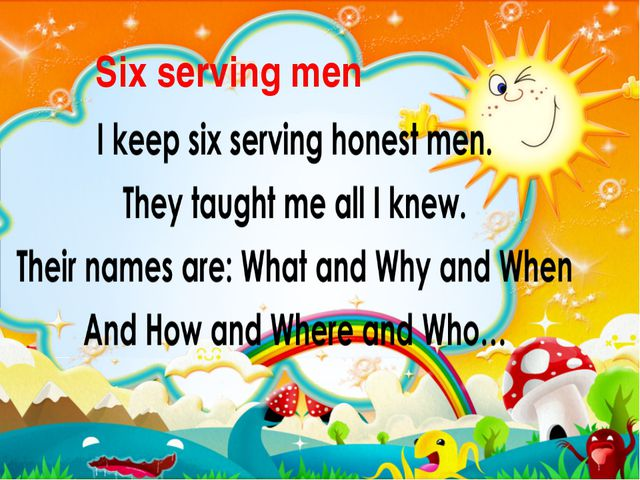 Six serving men
I keep six serving honest men.
They taught me all I knew.
Their names are: What and Why and When
And How and Where and Who...